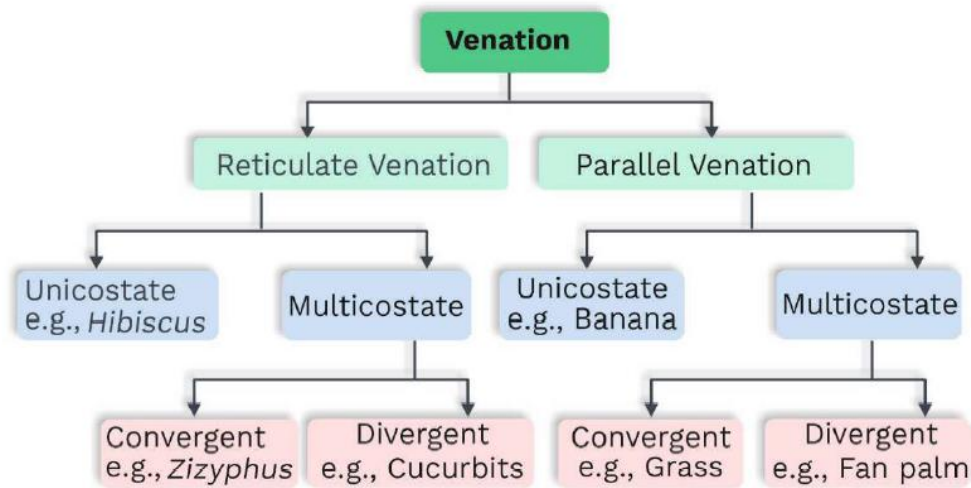 Venation
Reticulate Venation
Parallel Venation
Unicostate
e.g., Hibiscus
Multicostate
Unicostate
e.g., Banana
Multicostate
Convergent
e.g., Zizyphus
Divergent
e.g., Cucurbits
Convergent
e.g., Grass
Divergent
e.g., Fan palm